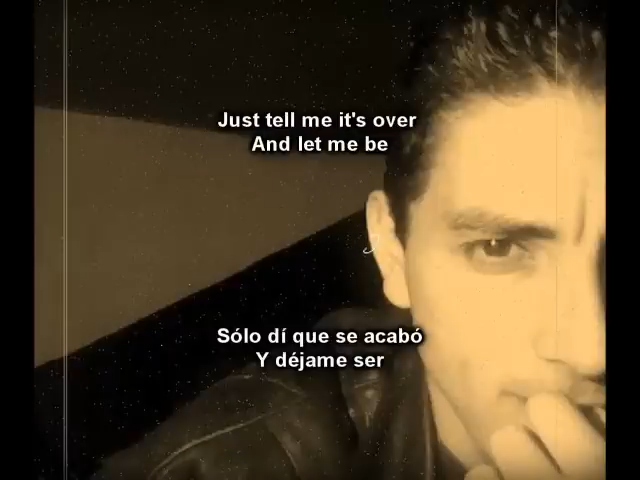 Just tell me it's over
And let me be
Sólo dí que se acabó
Y déjame ser